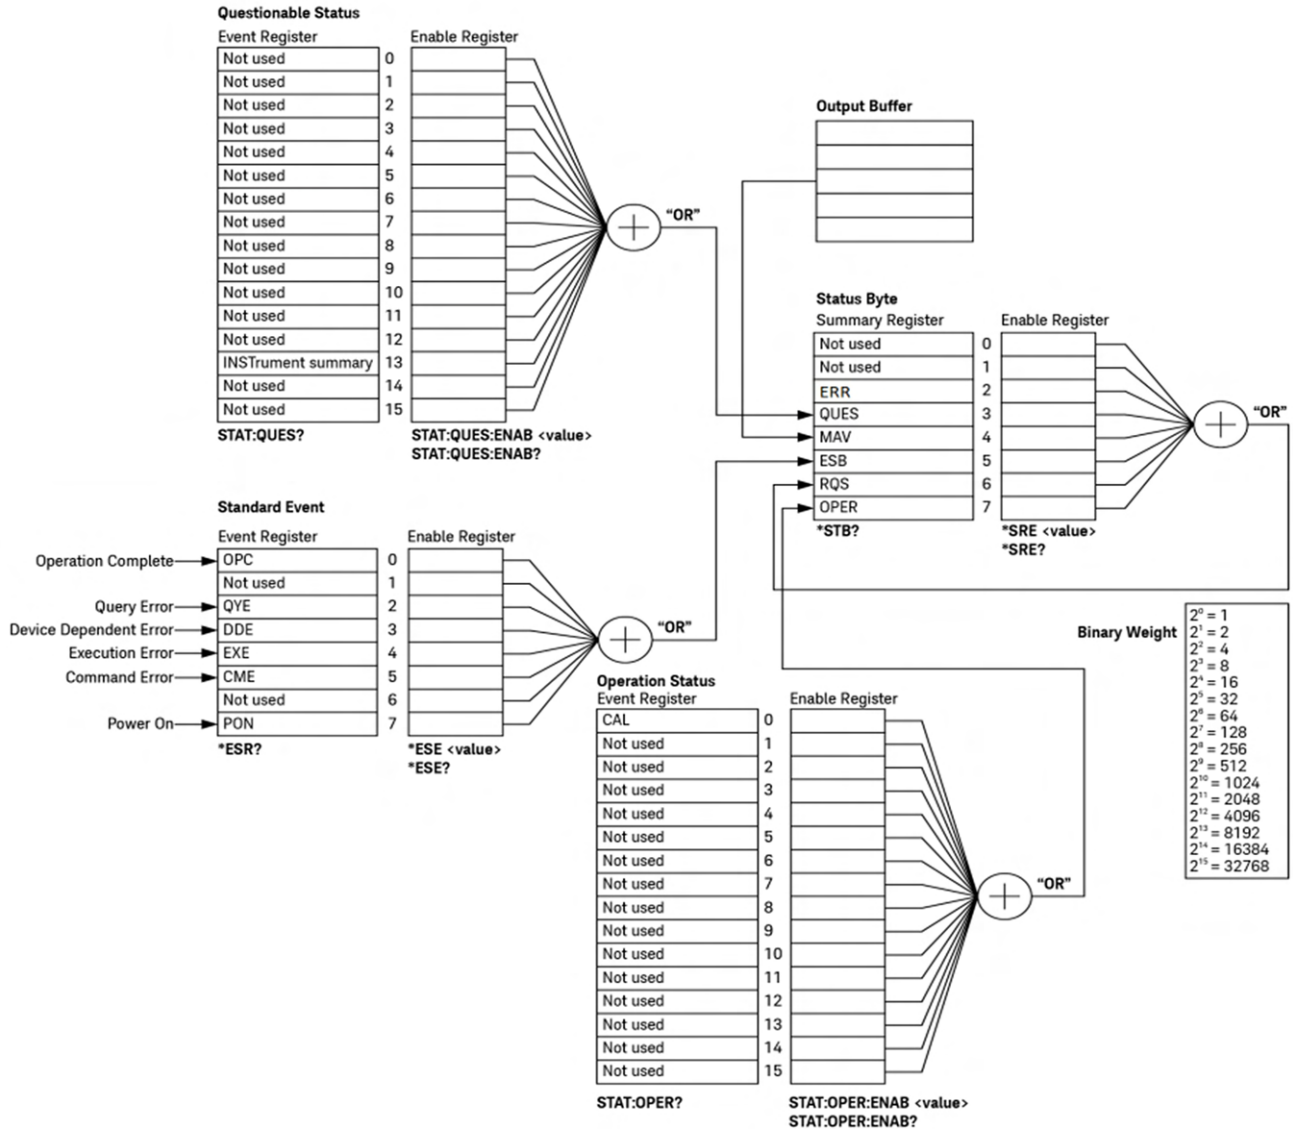 Questionable Status
Event Register Enable Register
Not used 0
Not used 1
Not used 2
Not used 3
Not used 4
Not used 5
Not used 6
Not used 7
Not used 8
Not used 9
Not used 10
Not used 11
Not used 12
INSTrument summary 13
Not used 14
Not used 15
STAT:QUES? STAT:QUES:ENAB <value>
STAT:QUES:ENAB?
"OR"
Output Buffer
Status Byte
Summary Register Enable Register
Not used 0
Not used 1
ERR 2
QUES 3
MAV 4
ESB 5
RQS 6
OPER 7
*STB? *SRE <value>
*SRE?
"OR"
Standard Event
Event Register Enable Register
Operation Complete OPC 0
Not used 1
Query Error QYE 2
Device Dependent Error DDE 3
Execution Error EXE 4
Command Error CME 5
Not used 6
Power On PON 7
*ESR? *ESE <value>
*ESE?
"OR"
Operation Status
Event Register Enable Register
CAL 0
Not used 1
Not used 2
Not used 3
Not used 4
Not used 5
Not used 6
Not used 7
Not used 8
Not used 9
Not used 10
Not used 11
Not used 12
Not used 13
Not used 14
Not used 15
STAT:OPER? STAT:OPER:ENAB <value>
STAT:OPER:ENAB?
"OR"
Binary Weight
2⁰ = 1
2¹ = 2
2² = 4
2³ = 8
2⁴ = 16
2⁵ = 32
2⁶ = 64
2⁷ = 128
2⁸ = 256
2⁹ = 512
2¹⁰ = 1024
2¹¹ = 2048
2¹² = 4096
2¹³ = 8192
2¹⁴ = 16384
2¹⁵ = 32768